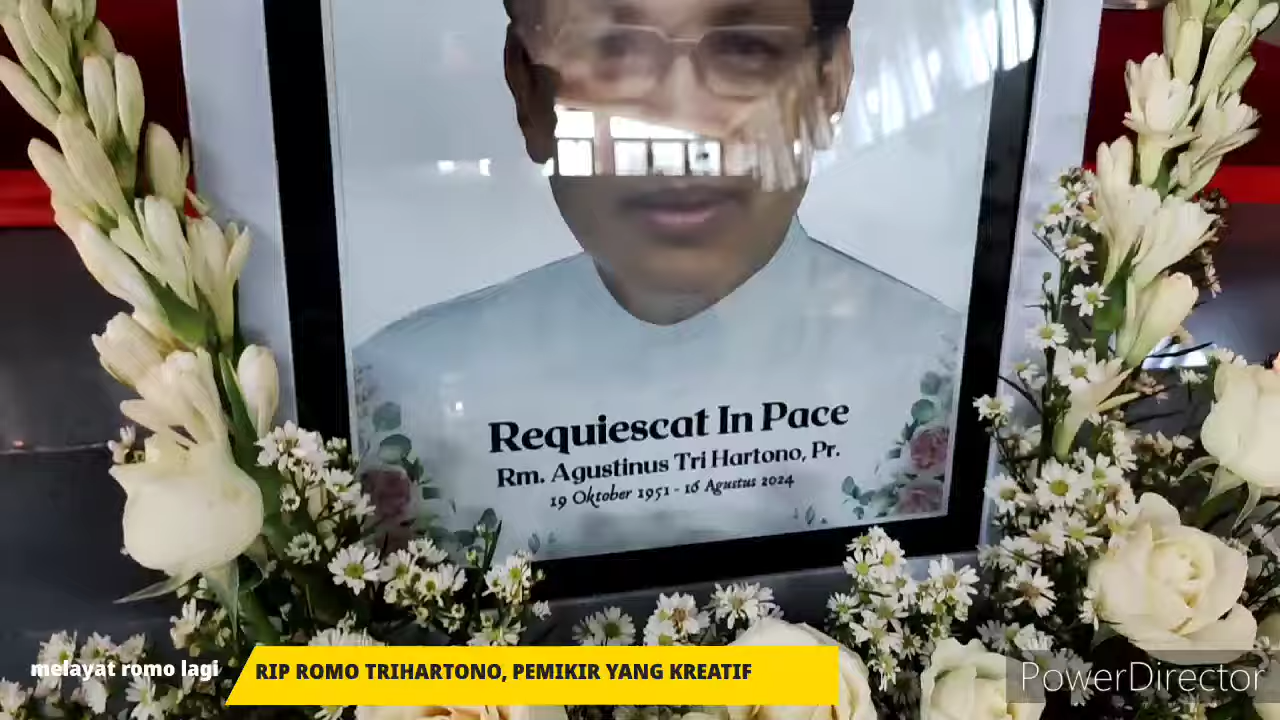 Requiescat In Pace
Rm. Agustinus Tri Hartono, Pr.
19 Oktober 1951 - 16 Agustus 2024
melayat romo lagi
RIP ROMO TRIHARTONO, PEMIKIR YANG KREATIF
PowerDirector